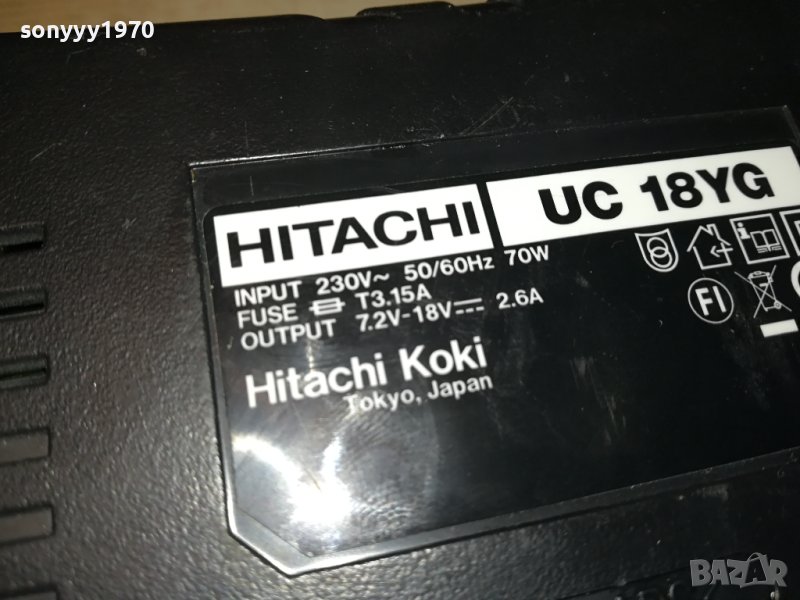 sonyyy1970
HITACHI
UC 18YG
INPUT 230V~ 50/60Hz 70W
FUSE T3.15A
OUTPUT 7.2V-18V⎓ 2.6A
Hitachi Koki
Tokyo, Japan
FI
BAZAR